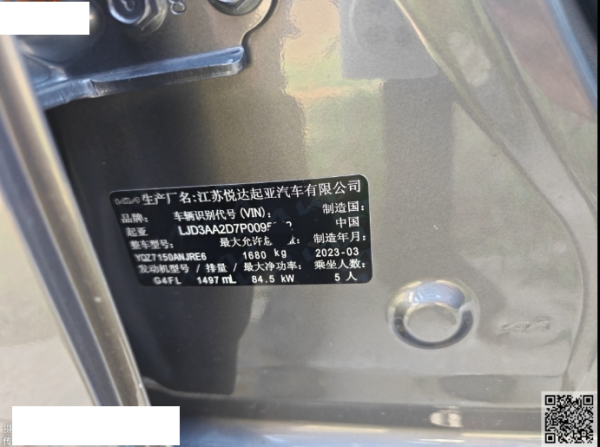 KIA 生产厂名:江苏悦达起亚汽车有限公司
品牌: 车辆识别代号(VIN): 制造国:
起亚 LJD3AA2D7P009 中国
整车型号: 最大允许总 量: 制造年月:
YQZ7150ANJRE6 1680 kg 2023-03
发动机型号/排量/最大净功率: 乘坐人数:
G4FL 1497 mL 84.5 kW 5人